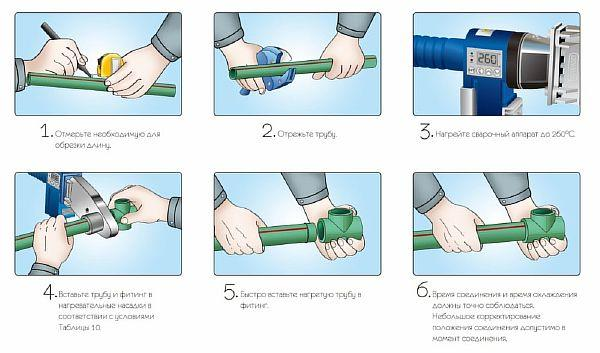 260
1. Отмерьте необходимую для
обрезки длину.
2. Отрежьте трубу.
3. Нагрейте сварочный аппарат до 260°С.
4. Вставьте трубу и фитинг в
нагревательные насадки в
соответствии с условиями
Таблицы 10.
5. Быстро вставьте нагретую трубу в
фитинг.
6. Время соединения и время охлаждения
должны точно соблюдаться.
Небольшое корректирование
положения соединения допустимо в
момент соединения.